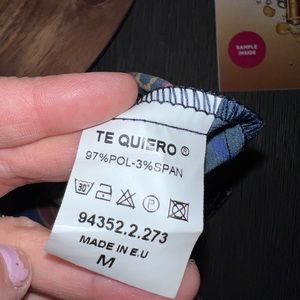 SAMPLE
INSIDE
TE QUIERO ®
97%POL-3%SPAN
30°
P
94352.2.273
MADE IN E.U
M